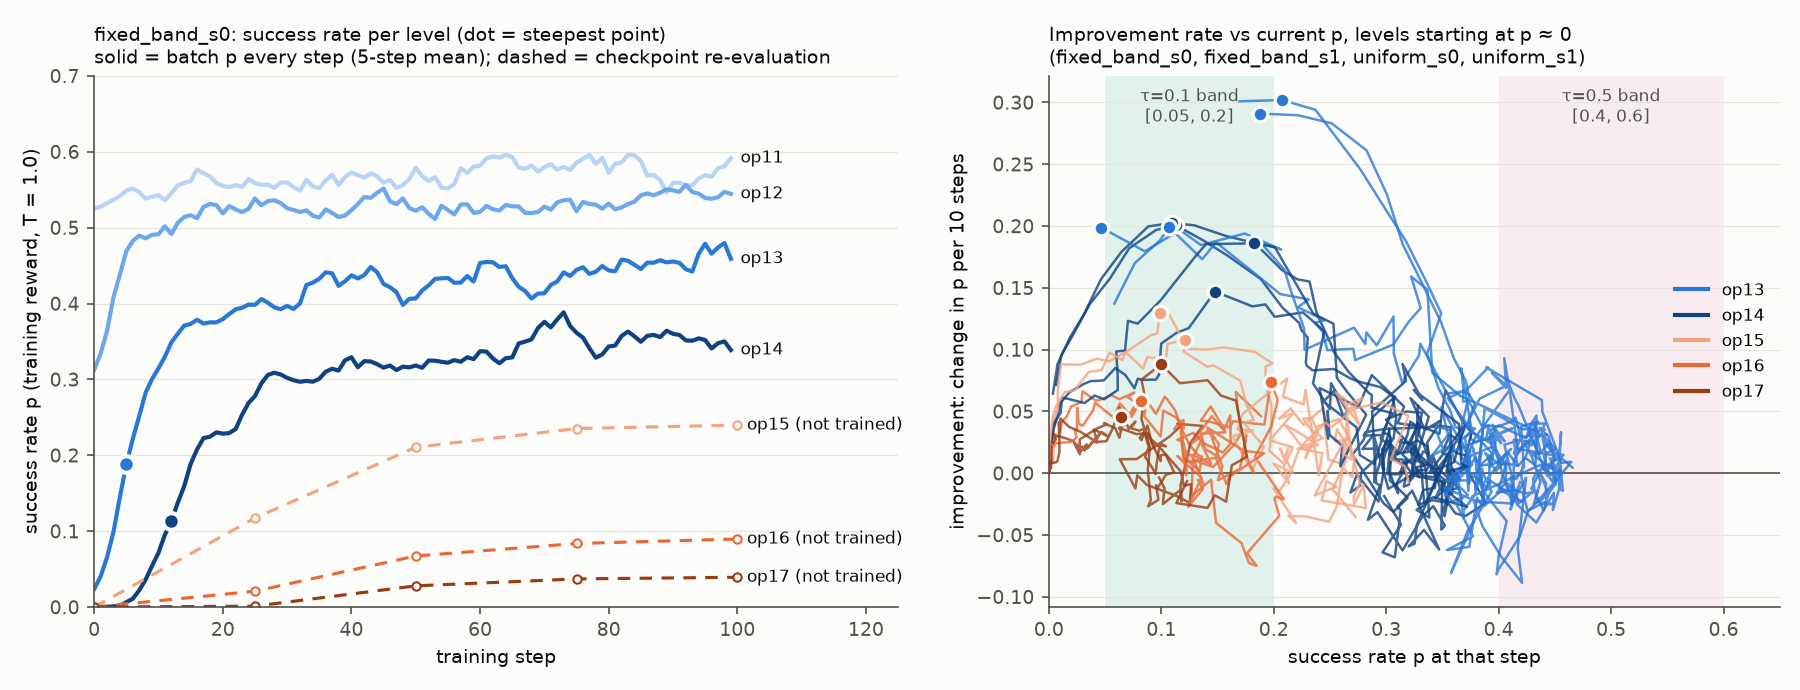 fixed_band_s0: success rate per level (dot = steepest point)
solid = batch p every step (5-step mean); dashed = checkpoint re-evaluation
success rate p (training reward, T = 1.0)
0.7
0.6
0.5
0.4
0.3
0.2
0.1
0.0
op11
op12
op13
op14
op15 (not trained)
op16 (not trained)
op17 (not trained)
0
20
40
60
80
100
120
training step
Improvement rate vs current p, levels starting at p ≈ 0
(fixed_band_s0, fixed_band_s1, uniform_s0, uniform_s1)
improvement: change in p per 10 steps
0.30
0.25
0.20
0.15
0.10
0.05
0.00
−0.05
−0.10
τ=0.1 band
[0.05, 0.2]
τ=0.5 band
[0.4, 0.6]
op13
op14
op15
op16
op17
0.0
0.1
0.2
0.3
0.4
0.5
0.6
success rate p at that step